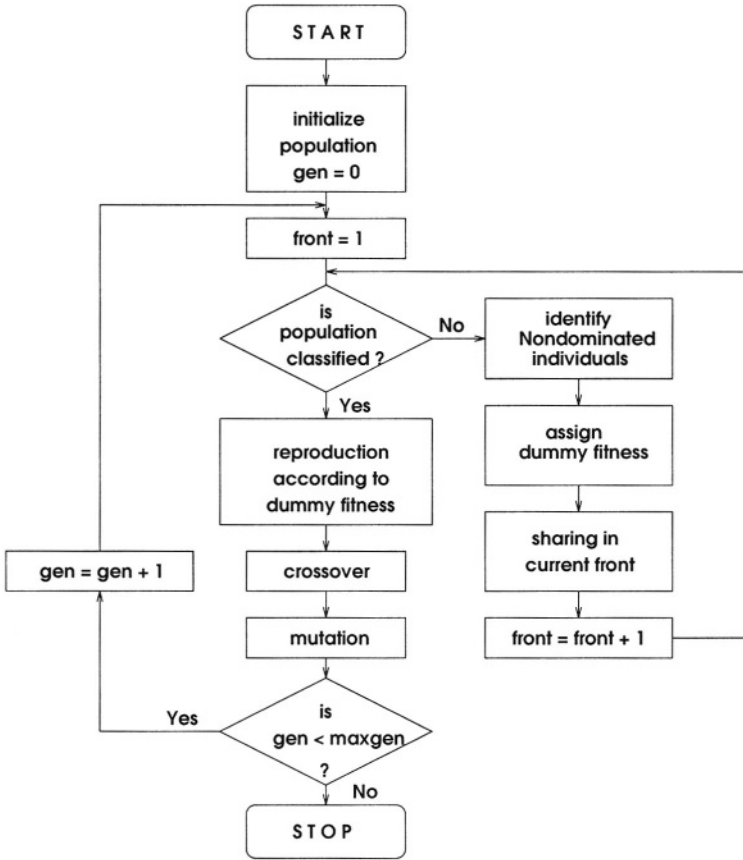 START
initialize
population
gen = 0
front = 1
is
population
classified ?
No
identify
Nondominated
individuals
Yes
assign
dummy fitness
reproduction
according to
dummy fitness
sharing in
current front
gen = gen + 1
crossover
mutation
front = front + 1
Yes
is
gen < maxgen
?
No
STOP